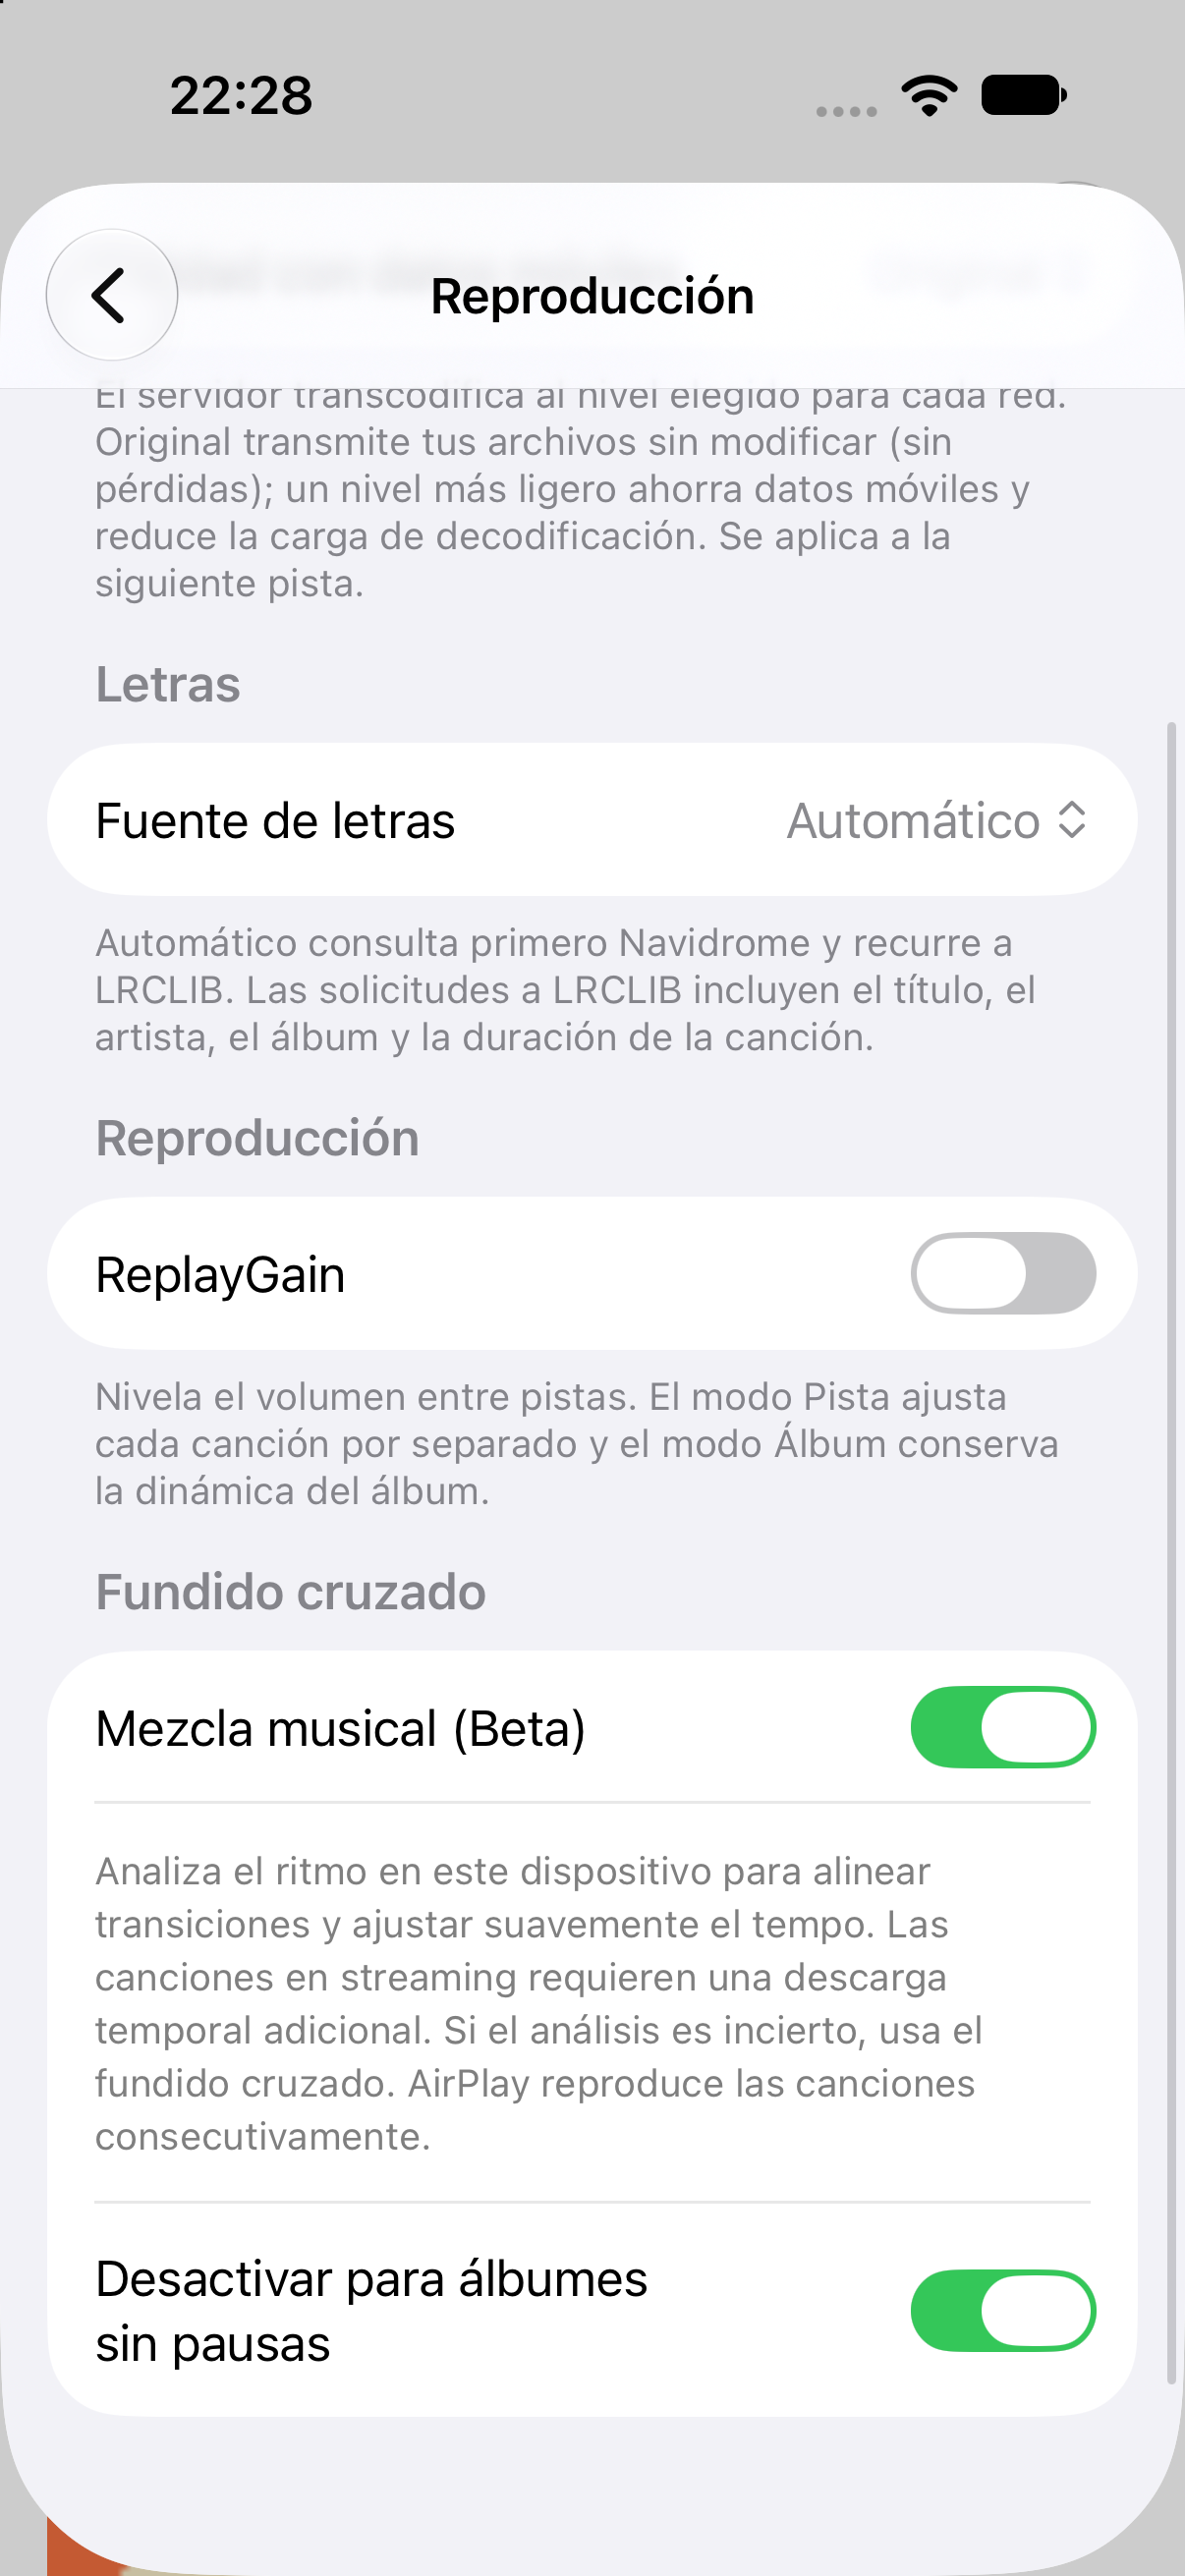 22:28
Reproducción
El servidor transcodifica al nivel elegido para cada red.
Original transmite tus archivos sin modificar (sin
pérdidas); un nivel más ligero ahorra datos móviles y
reduce la carga de decodificación. Se aplica a la
siguiente pista.
Letras
Fuente de letras Automático
Automático consulta primero Navidrome y recurre a
LRCLIB. Las solicitudes a LRCLIB incluyen el título, el
artista, el álbum y la duración de la canción.
Reproducción
ReplayGain
Nivela el volumen entre pistas. El modo Pista ajusta
cada canción por separado y el modo Álbum conserva
la dinámica del álbum.
Fundido cruzado
Mezcla musical (Beta)
Analiza el ritmo en este dispositivo para alinear
transiciones y ajustar suavemente el tempo. Las
canciones en streaming requieren una descarga
temporal adicional. Si el análisis es incierto, usa el
fundido cruzado. AirPlay reproduce las canciones
consecutivamente.
Desactivar para álbumes
sin pausas